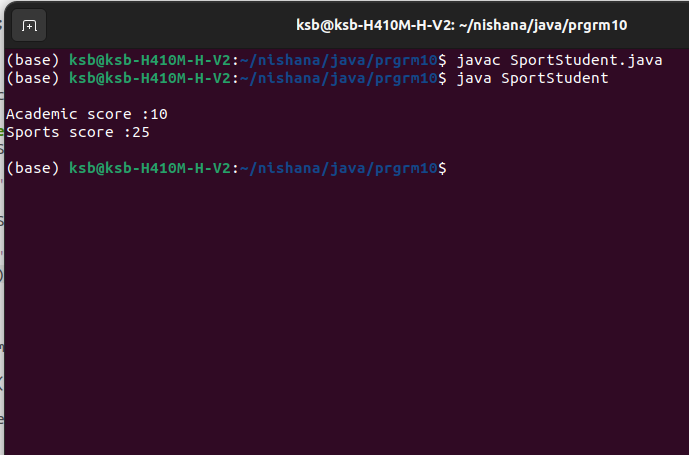 ksb@ksb-H410M-H-V2: ~/nishana/java/prgrm10
(base) ksb@ksb-H410M-H-V2:~/nishana/java/prgrm10$ javac SportStudent.java
(base) ksb@ksb-H410M-H-V2:~/nishana/java/prgrm10$ java SportStudent
Academic score :10
Sports score :25
(base) ksb@ksb-H410M-H-V2:~/nishana/java/prgrm10$